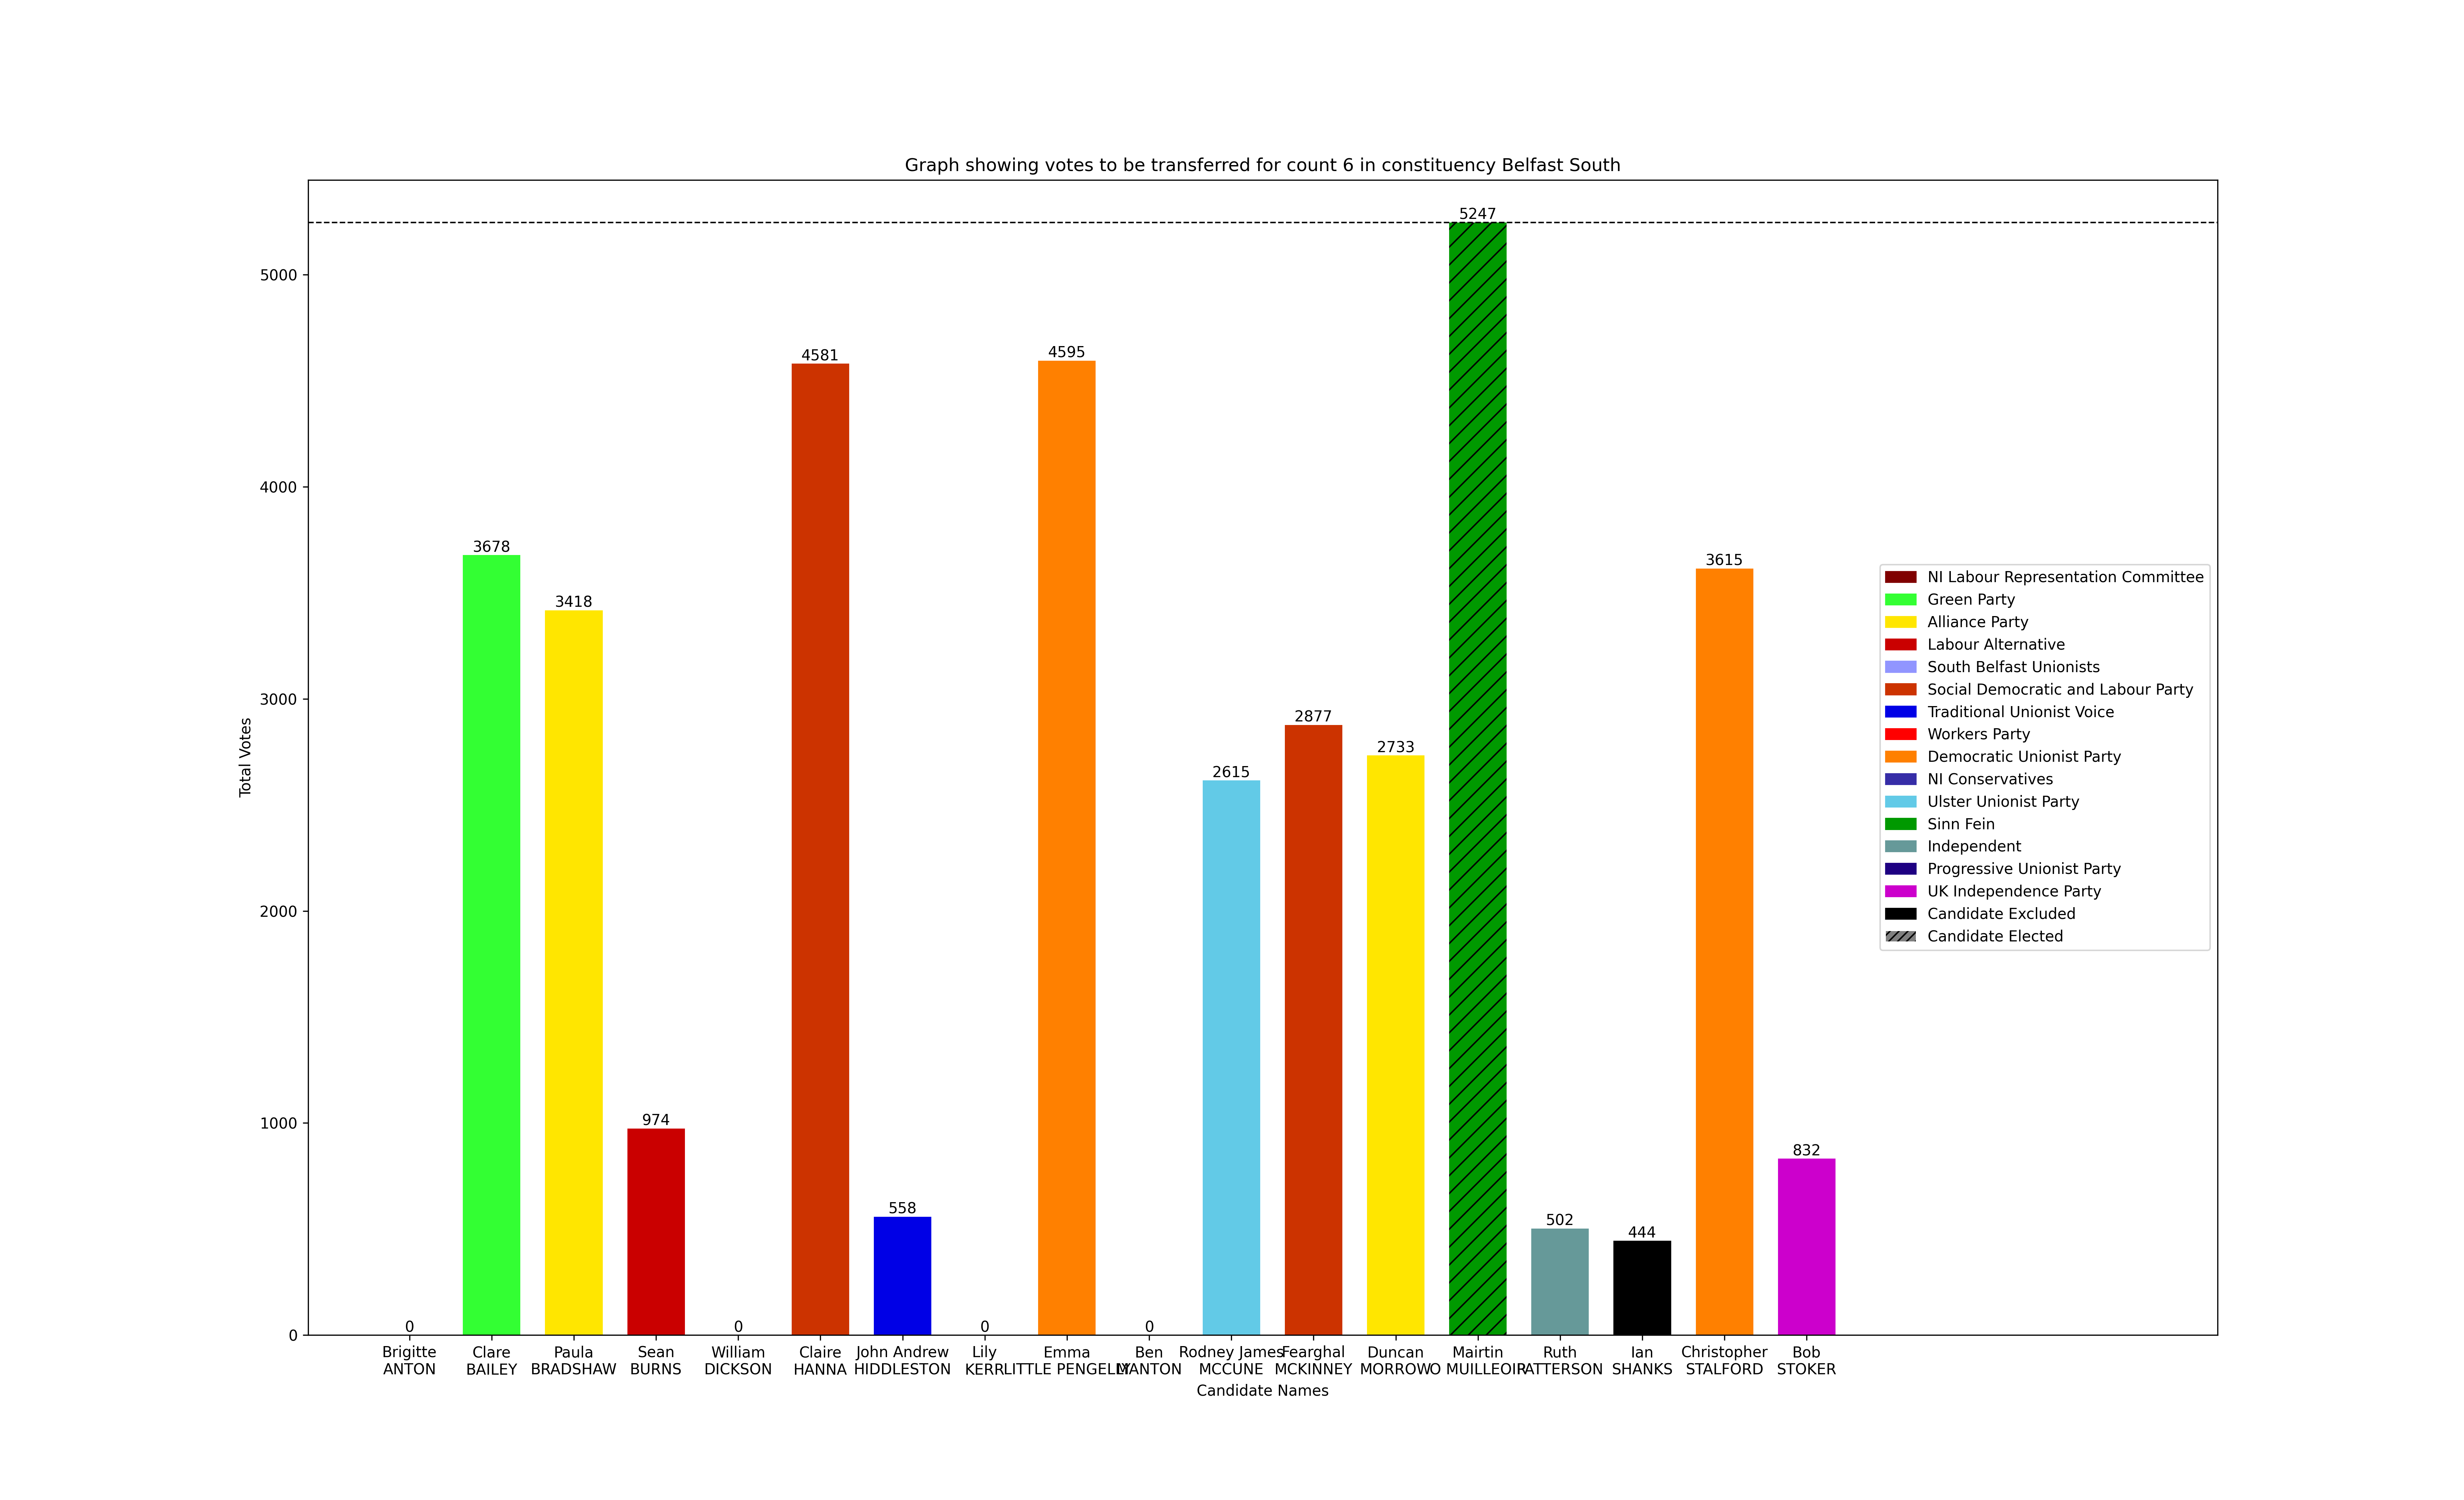 Graph showing votes to be transferred for count 6 in constituency Belfast South
5247
5000
4581
4595
4000
3678
3615
3418
3000
2877
2733
2615
2000
1000
974
832
558
502
444
0
0
0
0
0
Total Votes
NI Labour Representation Committee
Green Party
Alliance Party
Labour Alternative
South Belfast Unionists
Social Democratic and Labour Party
Traditional Unionist Voice
Workers Party
Democratic Unionist Party
NI Conservatives
Ulster Unionist Party
Sinn Fein
Independent
Progressive Unionist Party
UK Independence Party
Candidate Excluded
Candidate Elected
Brigitte
ANTON
Clare
BAILEY
Paula
BRADSHAW
Sean
BURNS
William
DICKSON
Claire
HANNA
John Andrew
HIDDLESTON
Lily
KERR
Emma
LITTLE PENGELLY
Ben
MANTON
Rodney James
MCCUNE
Fearghal
MCKINNEY
Duncan
MORROW
Mairtin
O MUILLEOIR
Ruth
PATTERSON
Ian
SHANKS
Christopher
STALFORD
Bob
STOKER
Candidate Names